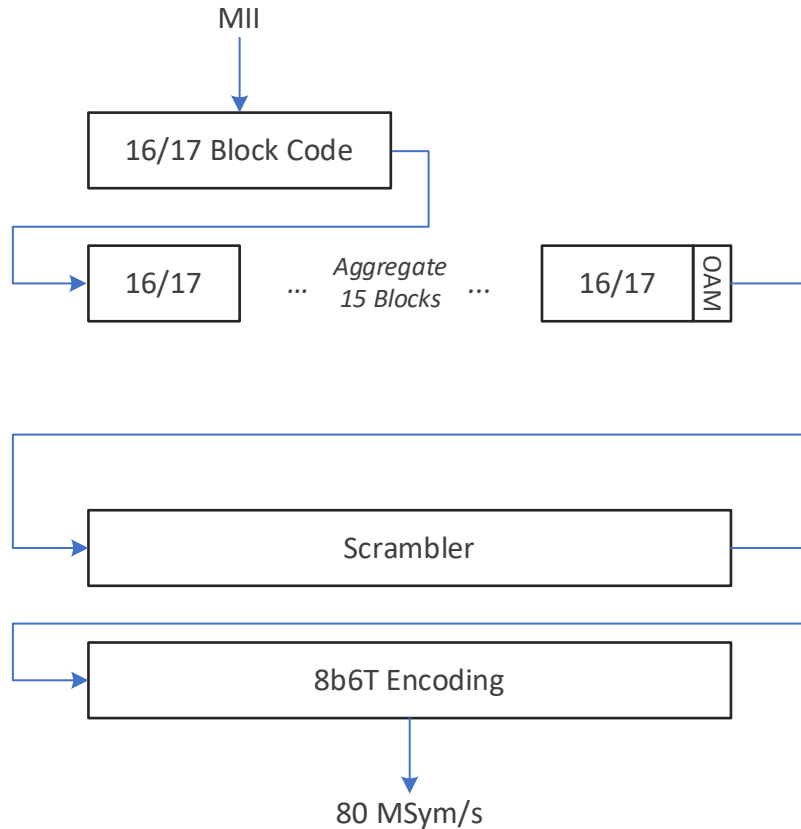 MII
16/17 Block Code
16/17 ... Aggregate 15 Blocks ... 16/17 OAM
Scrambler
8b6T Encoding
80 MSym/s